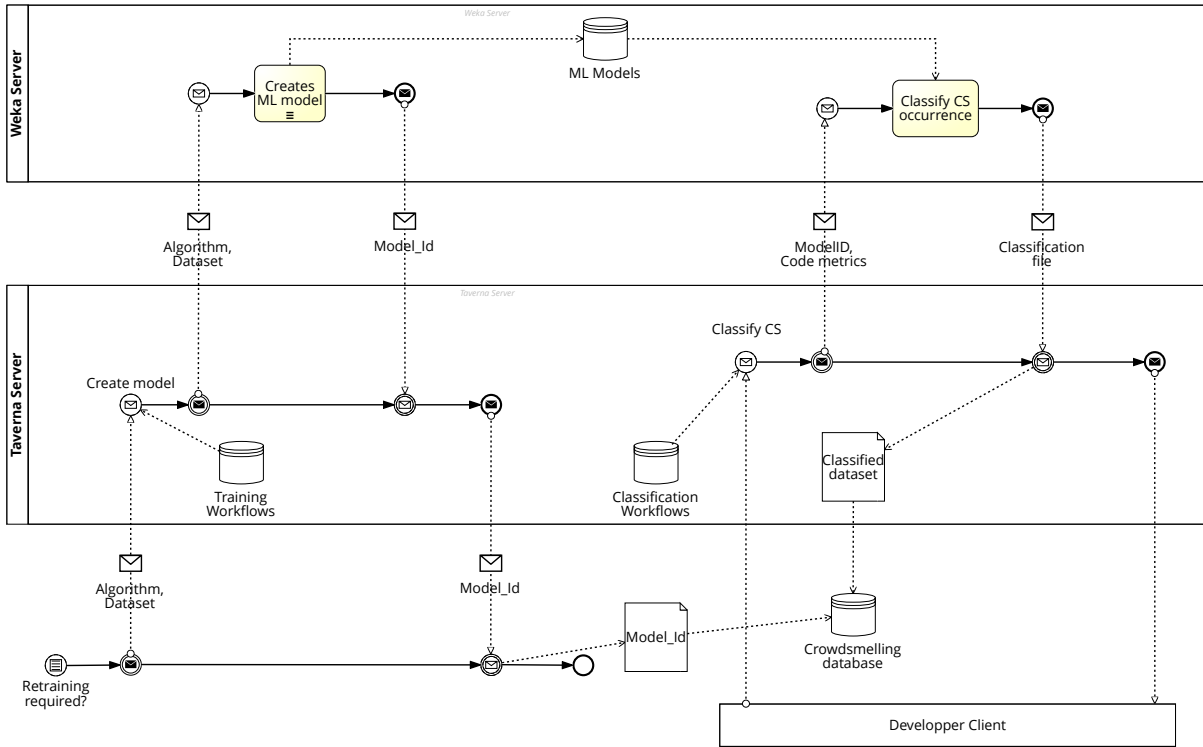 Weka Server
Weka Server
ML Models
Creates
ML model
Classify CS
occurrence
Algorithm,
Dataset
Model_Id
ModelID,
Code metrics
Classification
file
Taverna Server
Taverna Server
Classify CS
Create model
Training
Workflows
Classification
Workflows
Classified
dataset
Algorithm,
Dataset
Model_Id
Model_Id
Crowdsmelling
database
Retraining
required?
Developper Client